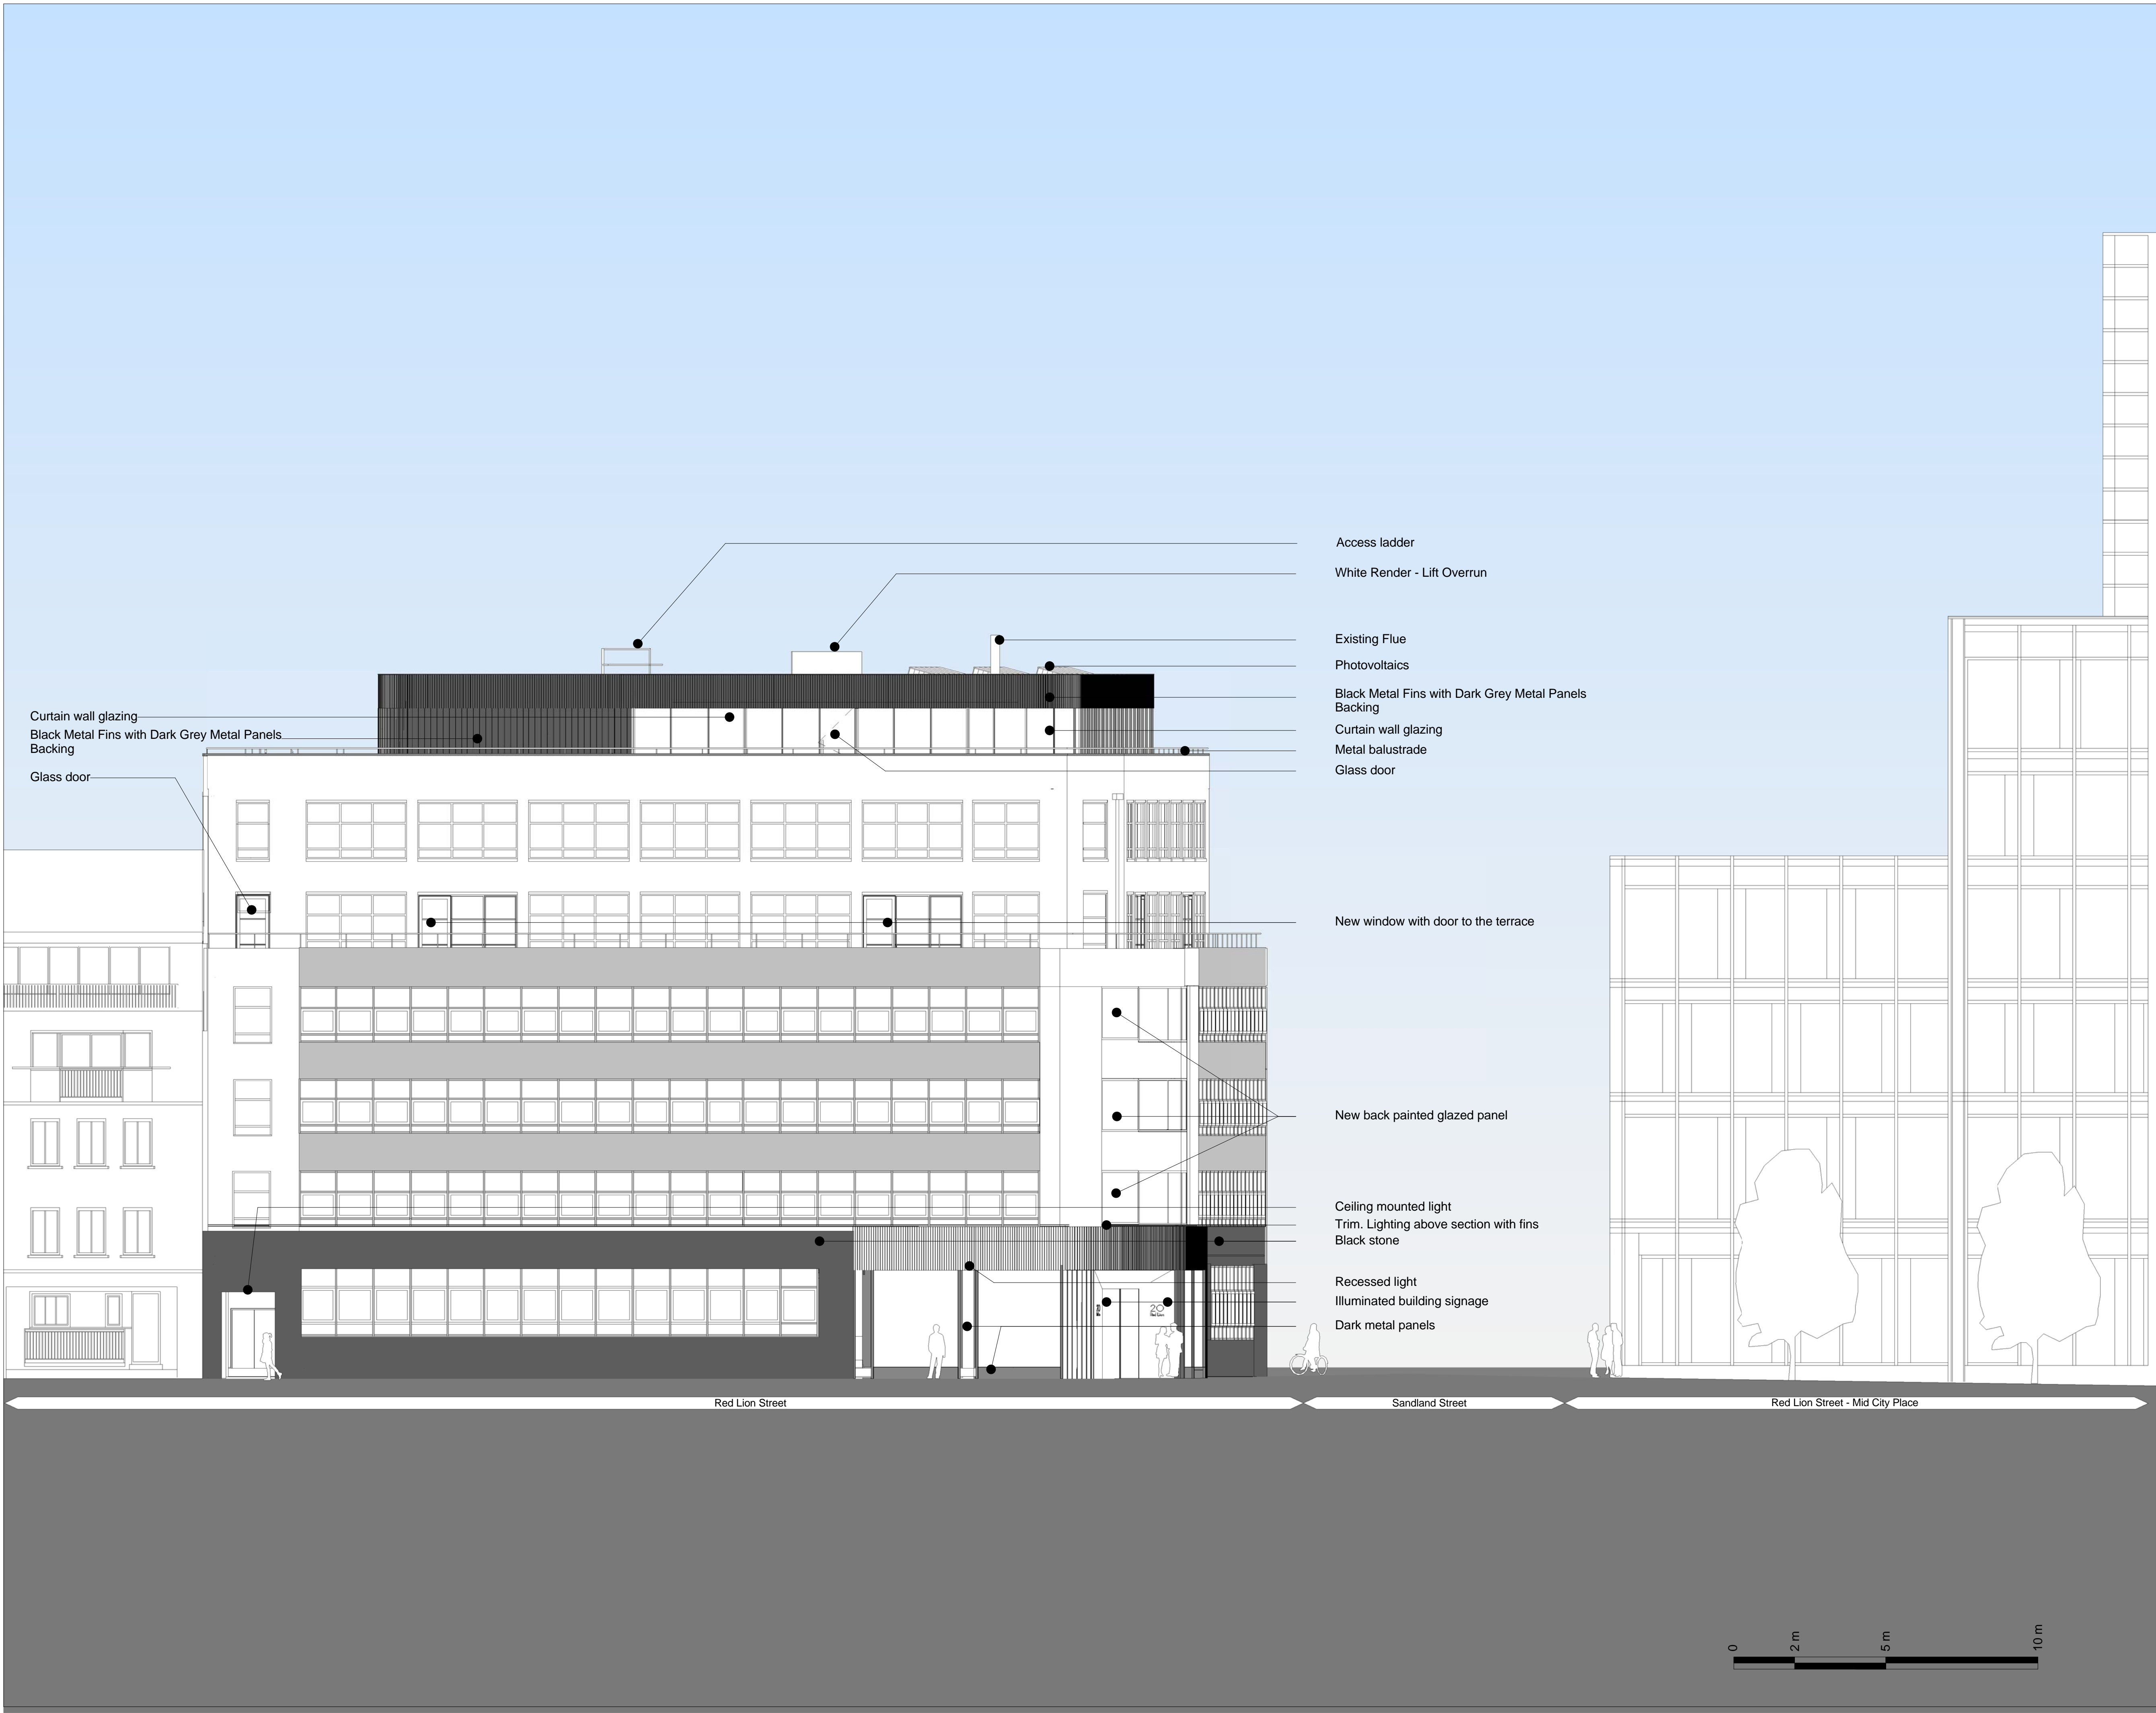 Access ladder
White Render - Lift Overrun
Existing Flue
Photovoltaics
Black Metal Fins with Dark Grey Metal Panels
Backing
Curtain wall glazing
Metal balustrade
Glass door
Curtain wall glazing
Black Metal Fins with Dark Grey Metal Panels
Backing
Glass door
New window with door to the terrace
New back painted glazed panel
Ceiling mounted light
Trim. Lighting above section with fins
Black stone
Recessed light
Illuminated building signage
Dark metal panels
20
Red Lion
Red Lion Street
Sandland Street
Red Lion Street - Mid City Place
0
2 m
5 m
10 m